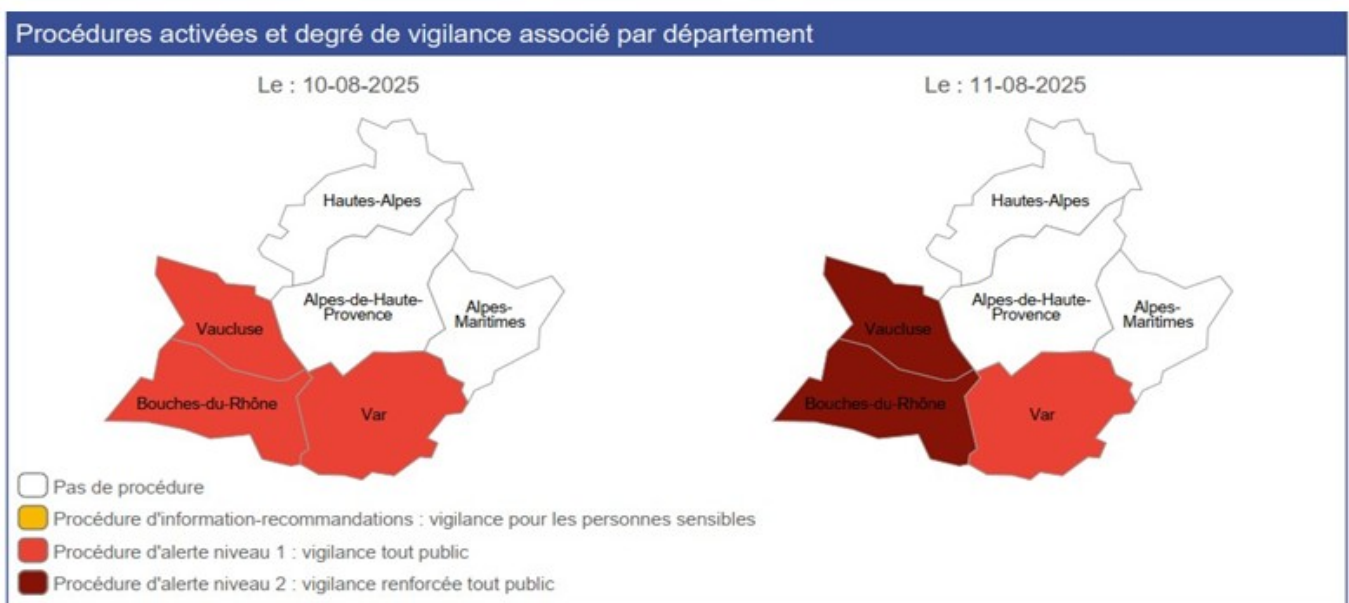 Procédures activées et degré de vigilance associé par département
Le : 10-08-2025
Hautes-Alpes
Alpes-de-Haute-
Provence
Alpes-
Maritimes
Vaucluse
Bouches-du-Rhône
Var
Le : 11-08-2025
Hautes-Alpes
Alpes-de-Haute-
Provence
Alpes-
Maritimes
Vaucluse
Bouches-du-Rhône
Var
Pas de procédure
Procédure d'information-recommandations : vigilance pour les personnes sensibles
Procédure d'alerte niveau 1 : vigilance tout public
Procédure d'alerte niveau 2 : vigilance renforcée tout public